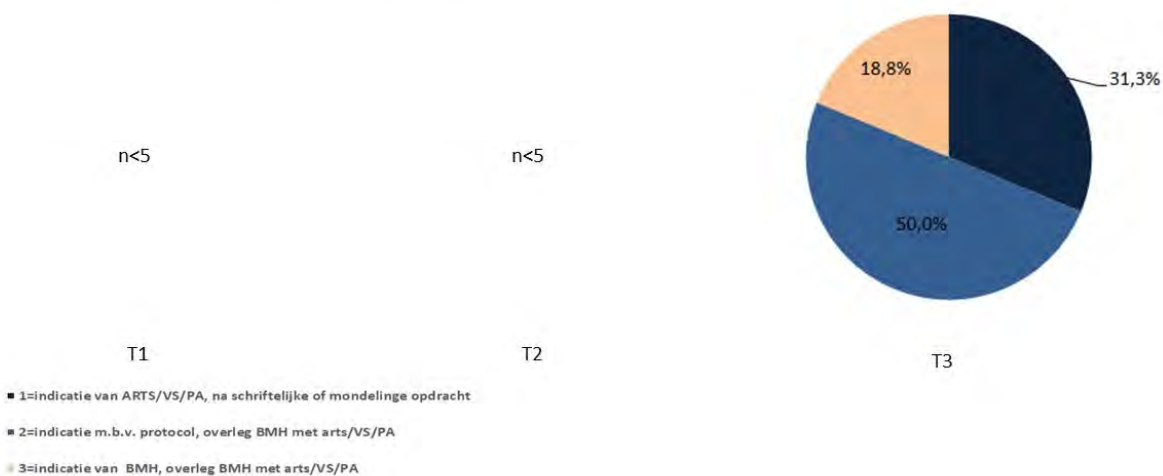 18,8%
31,3%
n<5
n<5
50,0%
T1
T2
T3
1=indicatie van ARTS/VS/PA, na schriftelijke of mondelinge opdracht
2=indicatie m.b.v. protocol, overleg BMH met arts/VS/PA
3=indicatie van BMH, overleg BMH met arts/VS/PA